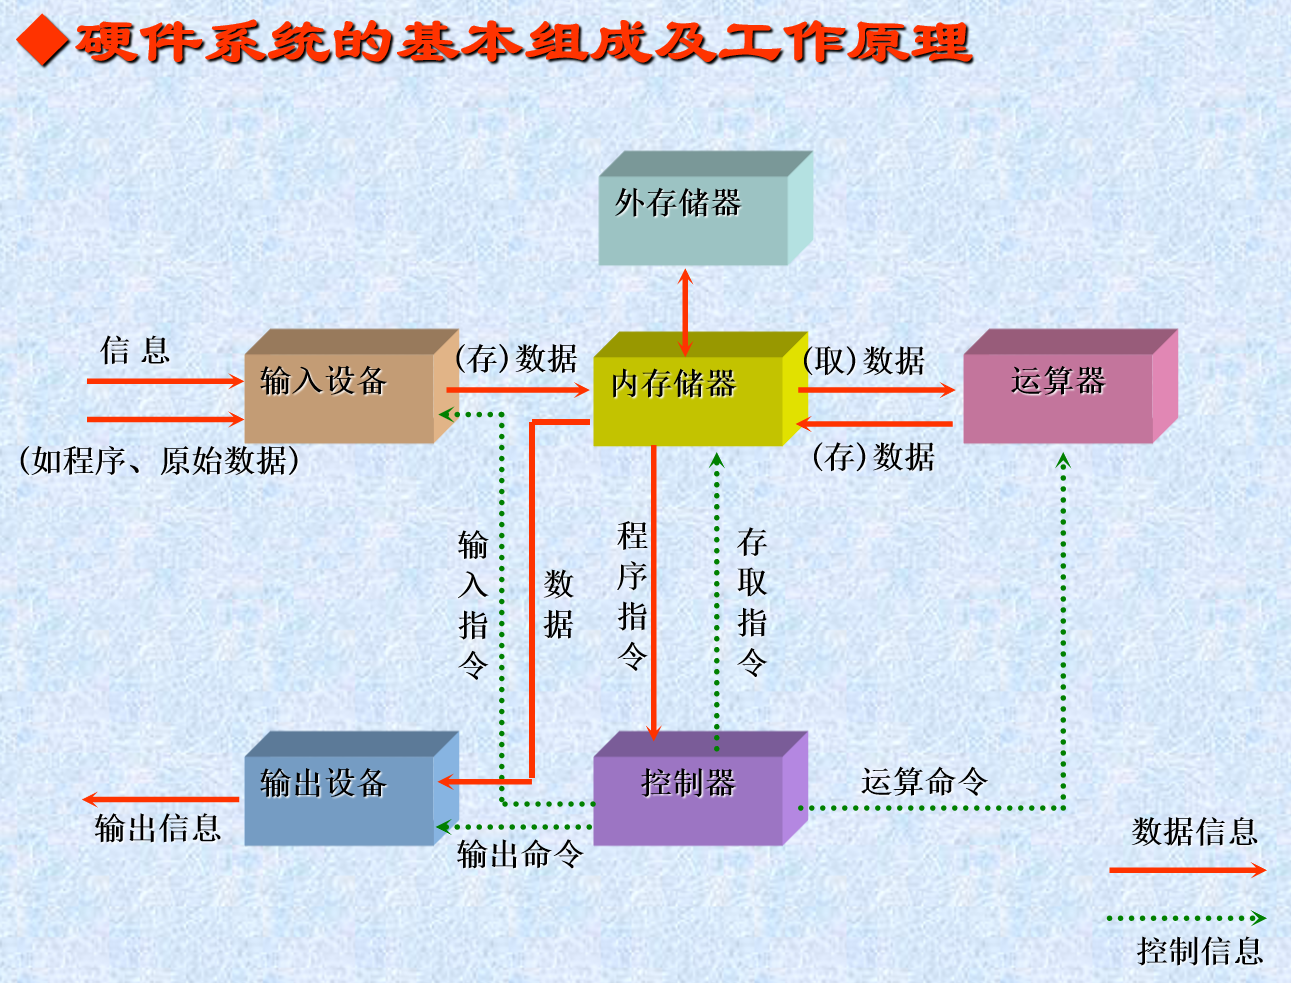 硬件系统的基本组成及工作原理
外存储器
信 息
输入设备
(存)数据
内存储器
(取)数据
运算器
(如程序、原始数据)
(存)数据
输入指令
数据
程序指令
存取指令
输出设备
控制器
运算命令
输出信息
输出命令
数据信息
控制信息